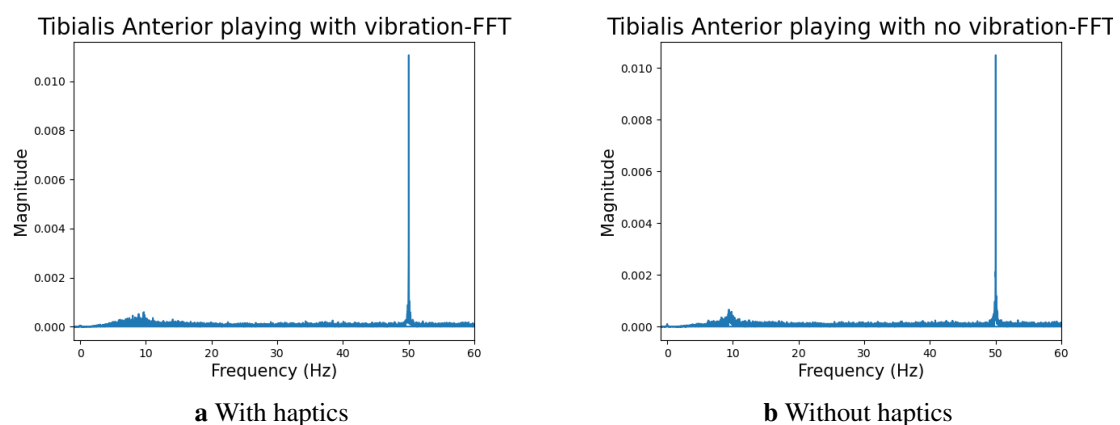 Tibialis Anterior playing with vibration-FFT
0.010
0.008
0.006
0.004
0.002
0.000
Magnitude
0 10 20 30 40 50 60
Frequency (Hz)
a With haptics
Tibialis Anterior playing with no vibration-FFT
0.010
0.008
0.006
0.004
0.002
0.000
Magnitude
0 10 20 30 40 50 60
Frequency (Hz)
b Without haptics